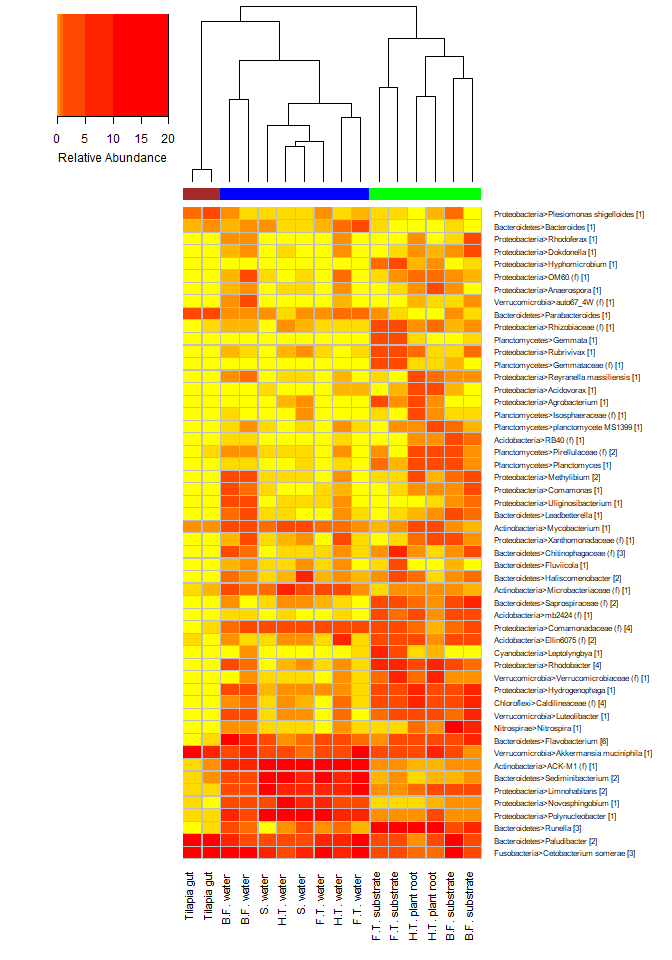 0 5 10 15 20
Relative Abundance
Proteobacteria>Plesiomonas shigelloides [1]
Bacteroidetes>Bacteroides [1]
Proteobacteria>Rhodoferax [1]
Proteobacteria>Dokdonella [1]
Proteobacteria>Hyphomicrobium [1]
Proteobacteria>OM60 (f) [1]
Proteobacteria>Anaerospora [1]
Verrucomicrobia>auto67_4W (f) [1]
Bacteroidetes>Parabacteroides [1]
Proteobacteria>Rhizobiaceae (f) [1]
Planctomycetes>Gemmata [1]
Proteobacteria>Rubrivivax [1]
Planctomycetes>Gemmataceae (f) [1]
Proteobacteria>Reyranella massiliensis [1]
Proteobacteria>Acidovorax [1]
Proteobacteria>Agrobacterium [1]
Planctomycetes>Isosphaeraceae (f) [1]
Planctomycetes>planctomycete MS1399 [1]
Acidobacteria>RB40 (f) [1]
Planctomycetes>Pirellulaceae (f) [2]
Planctomycetes>Planctomyces [1]
Proteobacteria>Methylibium [2]
Proteobacteria>Comamonas [1]
Proteobacteria>Uliginosibacterium [1]
Bacteroidetes>Leadbetterella [1]
Actinobacteria>Mycobacterium [1]
Proteobacteria>Xanthomonadaceae (f) [1]
Bacteroidetes>Chitinophagaceae (f) [3]
Bacteroidetes>Fluviicola [1]
Bacteroidetes>Haliscomenobacter [2]
Actinobacteria>Microbacteriaceae (f) [1]
Bacteroidetes>Saprospiraceae (f) [2]
Acidobacteria>mb2424 (f) [1]
Proteobacteria>Comamonadaceae (f) [4]
Acidobacteria>Ellin6075 (f) [2]
Cyanobacteria>Leptolyngbya [1]
Proteobacteria>Rhodobacter [4]
Verrucomicrobia>Verrucomicrobiaceae (f) [1]
Proteobacteria>Hydrogenophaga [1]
Chloroflexi>Caldilineaceae (f) [4]
Verrucomicrobia>Luteolibacter [1]
Nitrospirae>Nitrospira [1]
Bacteroidetes>Flavobacterium [6]
Verrucomicrobia>Akkermansia muciniphila [1]
Actinobacteria>ACK-M1 (f) [1]
Bacteroidetes>Sediminibacterium [2]
Proteobacteria>Limnohabitans [2]
Proteobacteria>Novosphingobium [1]
Proteobacteria>Polynucleobacter [1]
Bacteroidetes>Runella [3]
Bacteroidetes>Paludibacter [2]
Fusobacteria>Cetobacterium somerae [3]
Tilapia gut
Tilapia gut
B.F. water
B.F. water
S. water
H.T. water
S. water
F.T. water
H.T. water
F.T. water
F.T. substrate
F.T. substrate
H.T. plant root
H.T. plant root
B.F. substrate
B.F. substrate